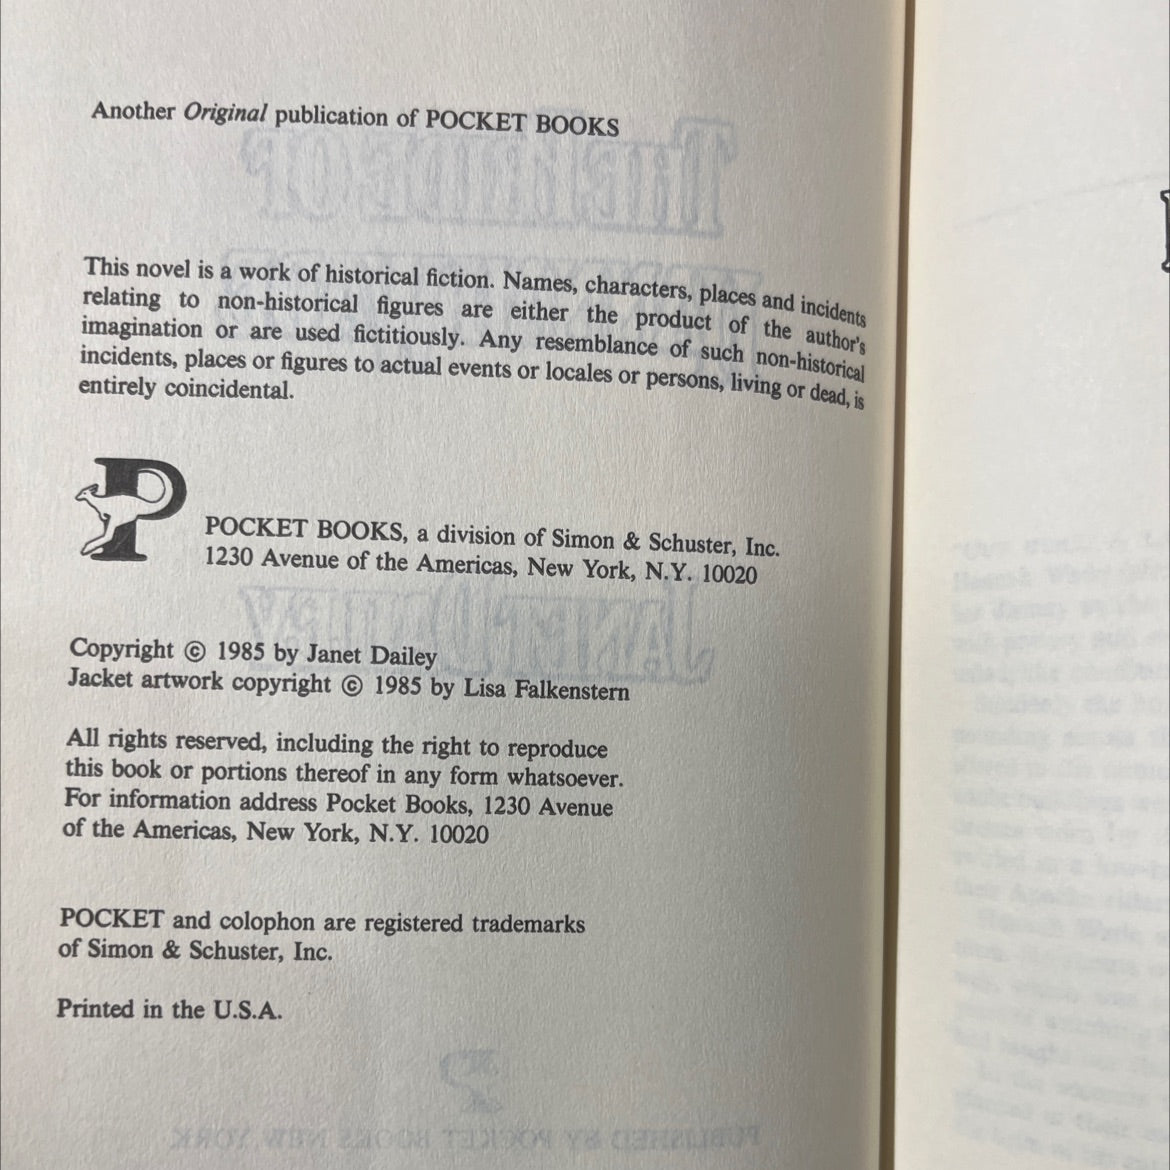 Another Original publication of POCKET BOOKS
This novel is a work of historical fiction. Names, characters, places and incidents
relating to non-historical figures are either the product of the author's
imagination or are used fictitiously. Any resemblance of such non-historical
incidents, places or figures to actual events or locales or persons, living or dead, is
entirely coincidental.
P
POCKET BOOKS, a division of Simon & Schuster, Inc.
1230 Avenue of the Americas, New York, N.Y. 10020
Copyright © 1985 by Janet Dailey
Jacket artwork copyright © 1985 by Lisa Falkenstern
All rights reserved, including the right to reproduce
this book or portions thereof in any form whatsoever.
For information address Pocket Books, 1230 Avenue
of the Americas, New York, N.Y. 10020
POCKET and colophon are registered trademarks
of Simon & Schuster, Inc.
Printed in the U.S.A.